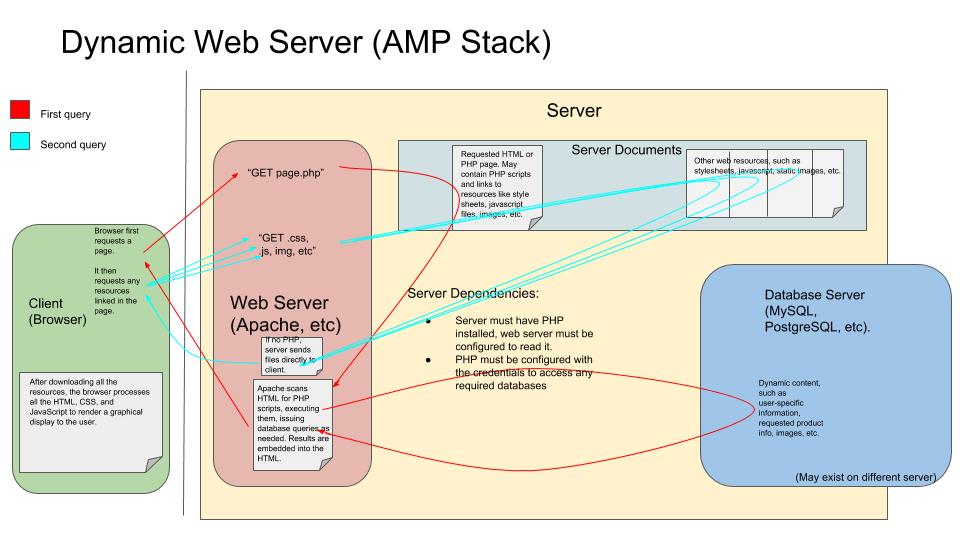 Dynamic Web Server (AMP Stack)
First query
Second query
Server
Server Documents
Requested HTML or
PHP page. May
contain PHP scripts
and links to
resources like style
sheets, javascript
files, images, etc.
Other web resources, such as
stylesheets, javascript, static images, etc.
"GET page.php"
"GET .css,
.js, img, etc"
Web Server
(Apache, etc)
If no PHP,
server sends
files directly to
client.
Apache scans
HTML for PHP
scripts, executing
them, issuing
database queries as
needed. Results are
embedded into the
HTML.
Browser first
requests a
page.
It then
requests any
resources
linked in the
page.
Client
(Browser)
After downloading all the
resources, the browser processes
all the HTML, CSS, and
JavaScript to render a graphical
display to the user.
Server Dependencies:
● Server must have PHP
installed, web server must be
configured to read it.
● PHP must be configured with
the credentials to access any
required databases
Database Server
(MySQL,
PostgreSQL, etc).
Dynamic content,
such as
user-specific
information,
requested product
info, images, etc.
(May exist on different server)